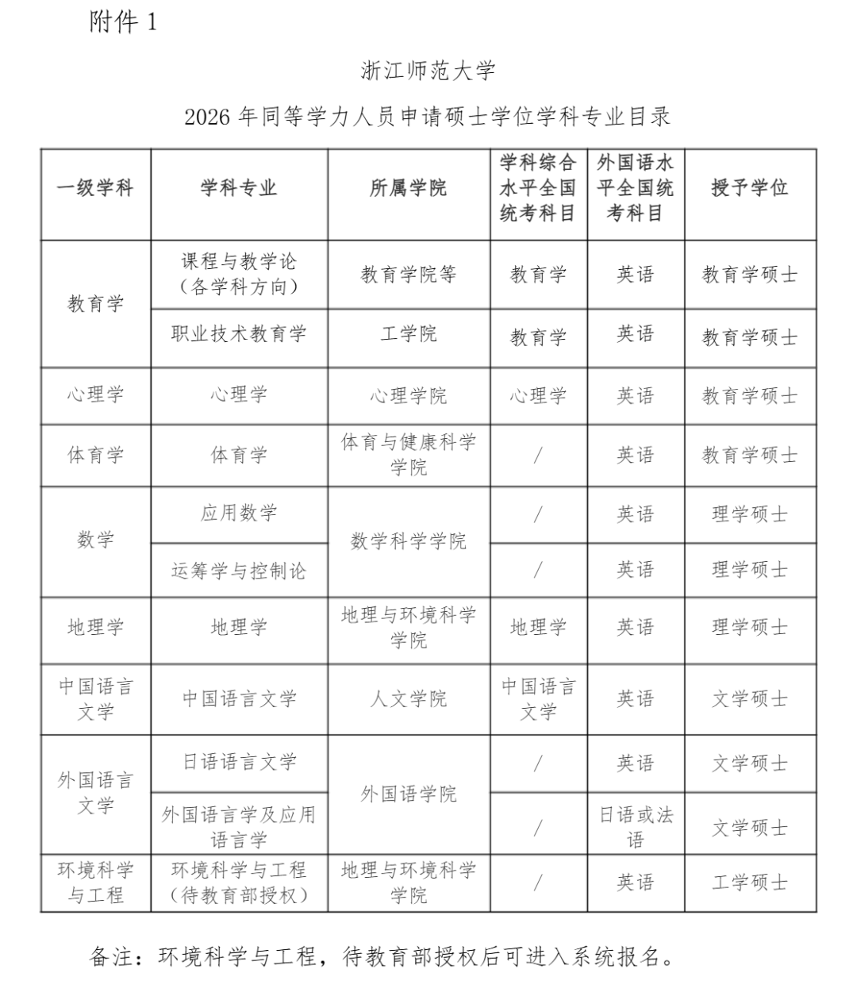 附件 1
浙江师范大学
2026 年同等学力人员申请硕士学位学科专业目录
一级学科
学科专业
所属学院
学科综合
水平全国
统考科目
外国语水
平全国统
考科目
授予学位
教育学
课程与教学论
（各学科方向）
教育学院等
教育学
英语
教育学硕士
职业技术教育学
工学院
教育学
英语
教育学硕士
心理学
心理学
心理学院
心理学
英语
教育学硕士
体育学
体育学
体育与健康科学
学院
/
英语
教育学硕士
数学
应用数学
数学科学学院
/
英语
理学硕士
运筹学与控制论
/
英语
理学硕士
地理学
地理学
地理与环境科学
学院
地理学
英语
理学硕士
中国语言
文学
中国语言文学
人文学院
中国语言
文学
英语
文学硕士
外国语言
文学
日语语言文学
外国语学院
/
英语
文学硕士
外国语言学及应用
语言学
/
日语或法
语
文学硕士
环境科学
与工程
环境科学与工程
（待教育部授权）
地理与环境科学
学院
/
英语
工学硕士
备注：环境科学与工程，待教育部授权后可进入系统报名。